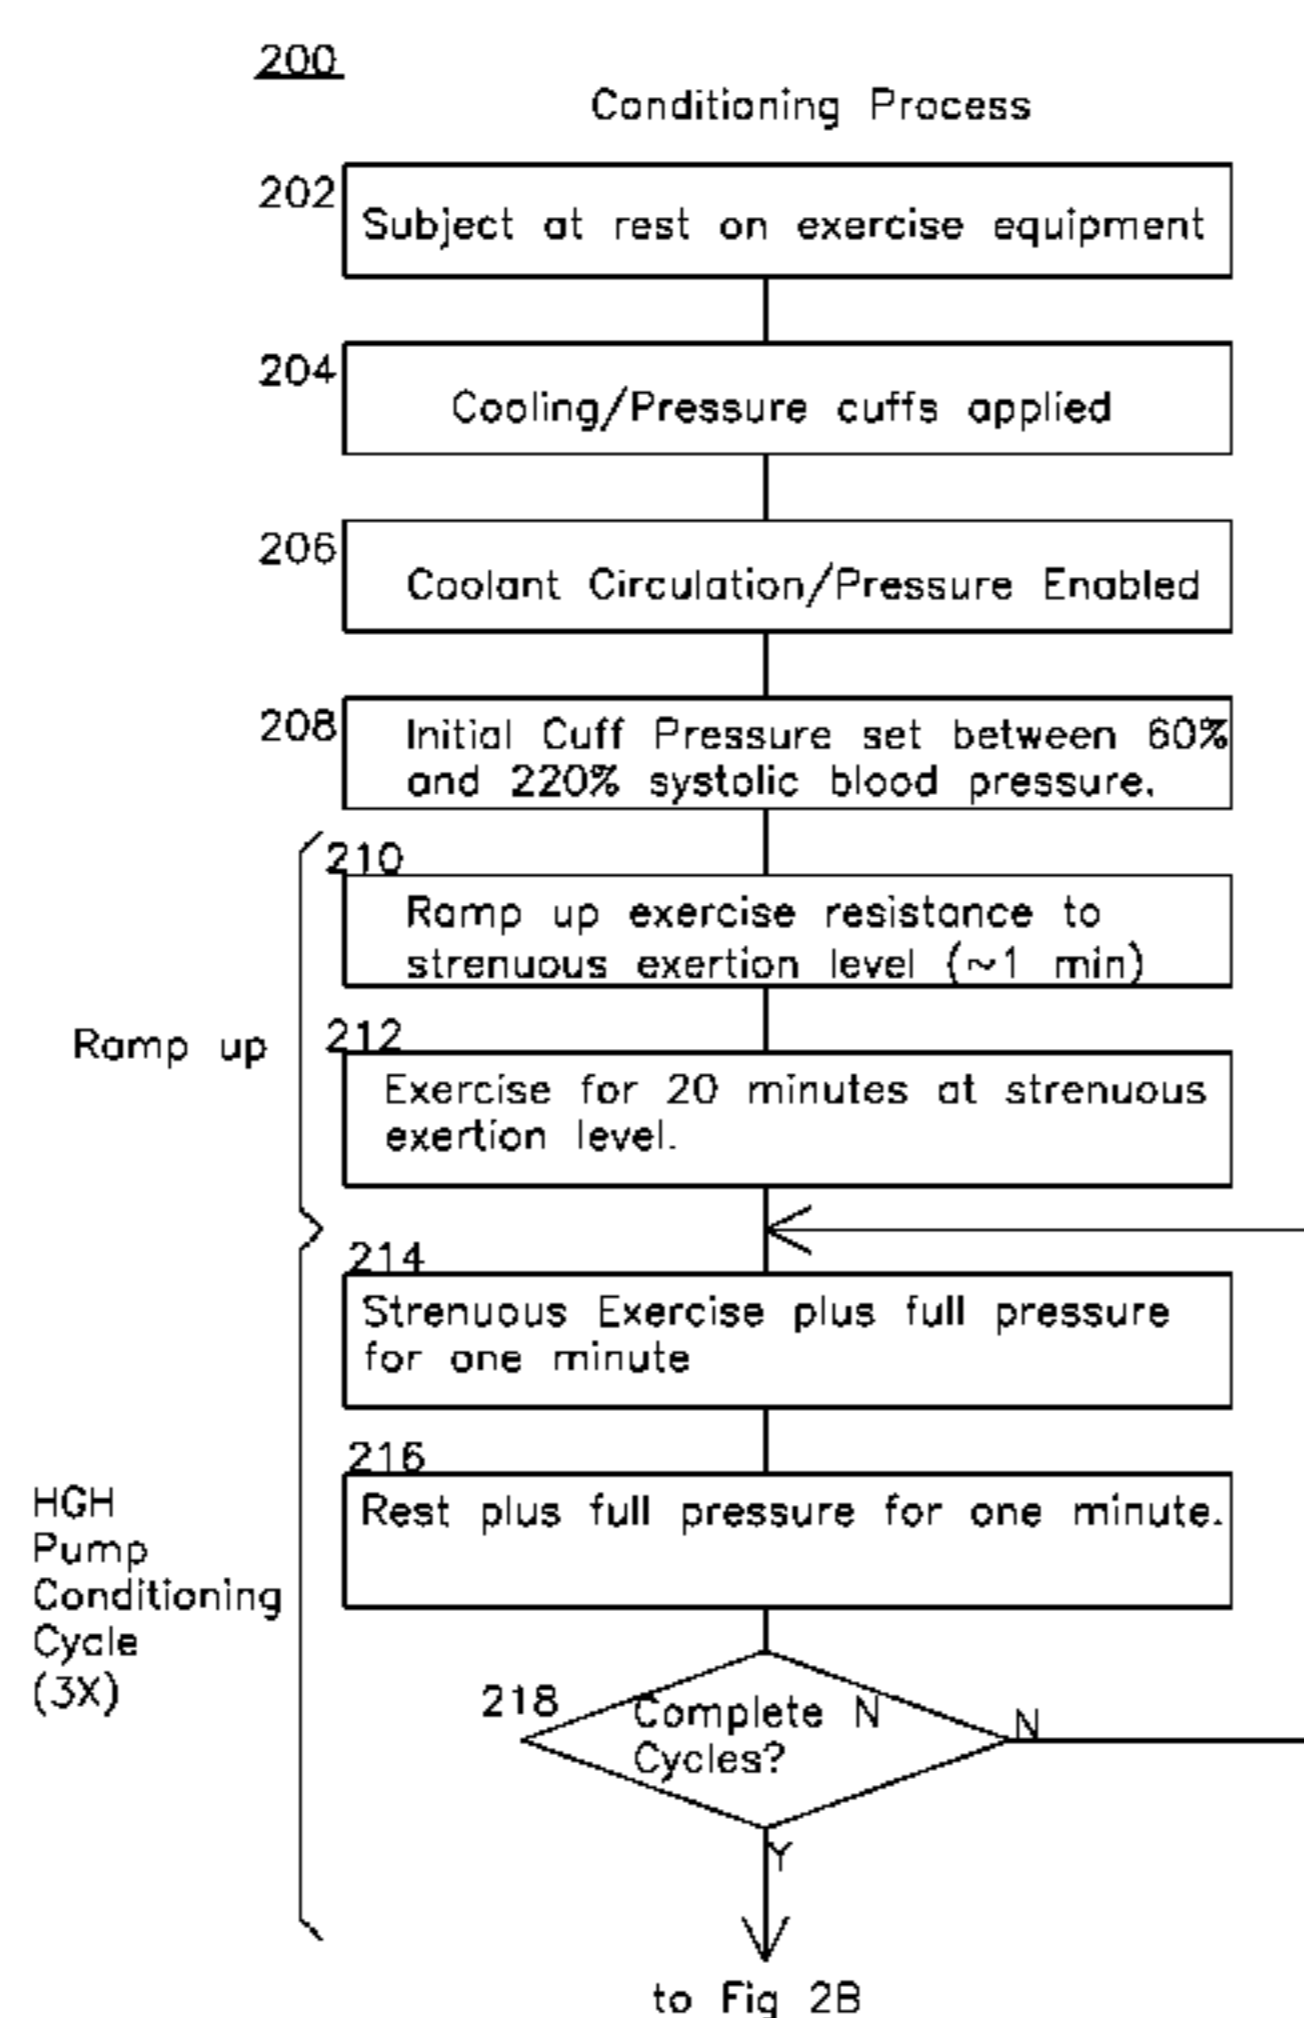 200
Conditioning Process
202
Subject at rest on exercise equipment
204
Cooling/Pressure cuffs applied
206
Coolant Circulation/Pressure Enabled
208
Initial Cuff Pressure set between 60%
and 220% systolic blood pressure.
210
Ramp up exercise resistance to
strenuous exertion level (~1 min)
Ramp up
212
Exercise for 20 minutes at strenuous
exertion level.
214
Strenuous Exercise plus full pressure
for one minute
216
Rest plus full pressure for one minute.
HGH
Pump
Conditioning
Cycle
(3X)
218
Complete N
Cycles?
N
Y
to Fig 2B